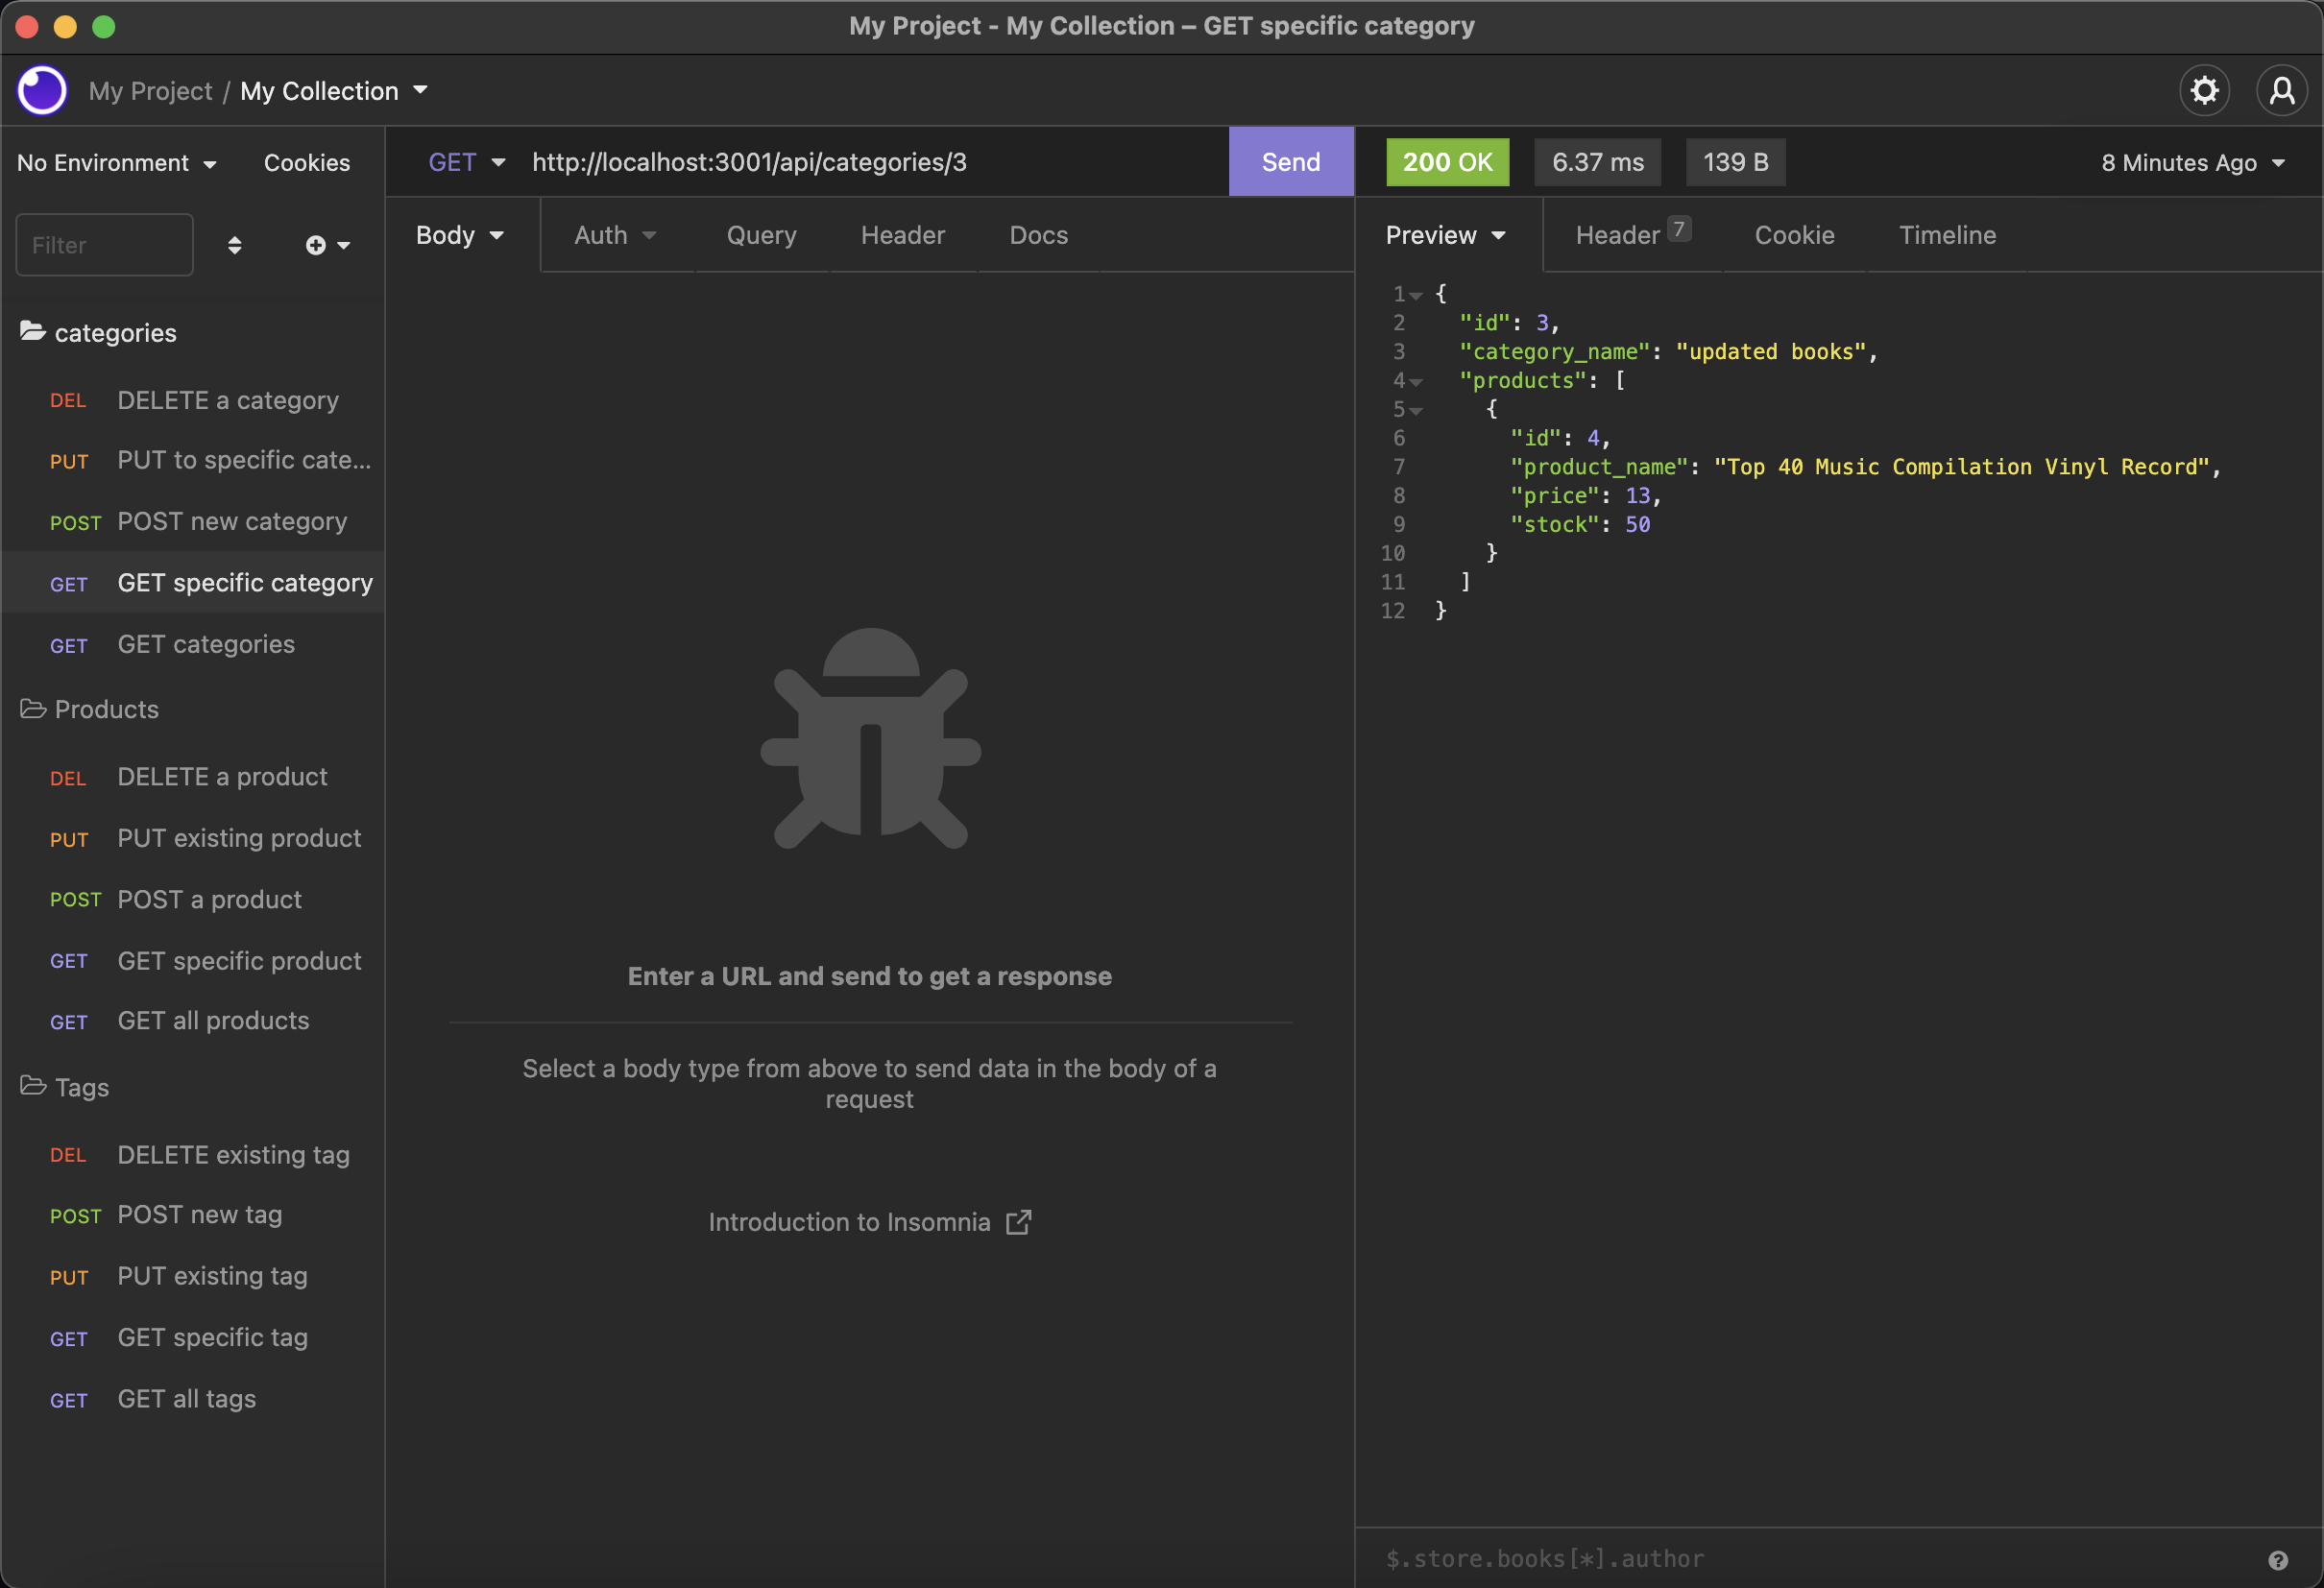 My Project - My Collection – GET specific category
My Project / My Collection
No Environment
Cookies
Filter
categories
DEL DELETE a category
PUT PUT to specific cate...
POST POST new category
GET GET specific category
GET GET categories
Products
DEL DELETE a product
PUT PUT existing product
POST POST a product
GET GET specific product
GET GET all products
Tags
DEL DELETE existing tag
POST POST new tag
PUT PUT existing tag
GET GET specific tag
GET GET all tags
GET http://localhost:3001/api/categories/3 Send
Body Auth Query Header Docs
Enter a URL and send to get a response
Select a body type from above to send data in the body of a
request
Introduction to Insomnia
200 OK 6.37 ms 139 B 8 Minutes Ago
Preview Header 7 Cookie Timeline
1 {
2 "id": 3,
3 "category_name": "updated books",
4 "products": [
5 {
6 "id": 4,
7 "product_name": "Top 40 Music Compilation Vinyl Record",
8 "price": 13,
9 "stock": 50
10 }
11 ]
12 }
$.store.books[*].author
?